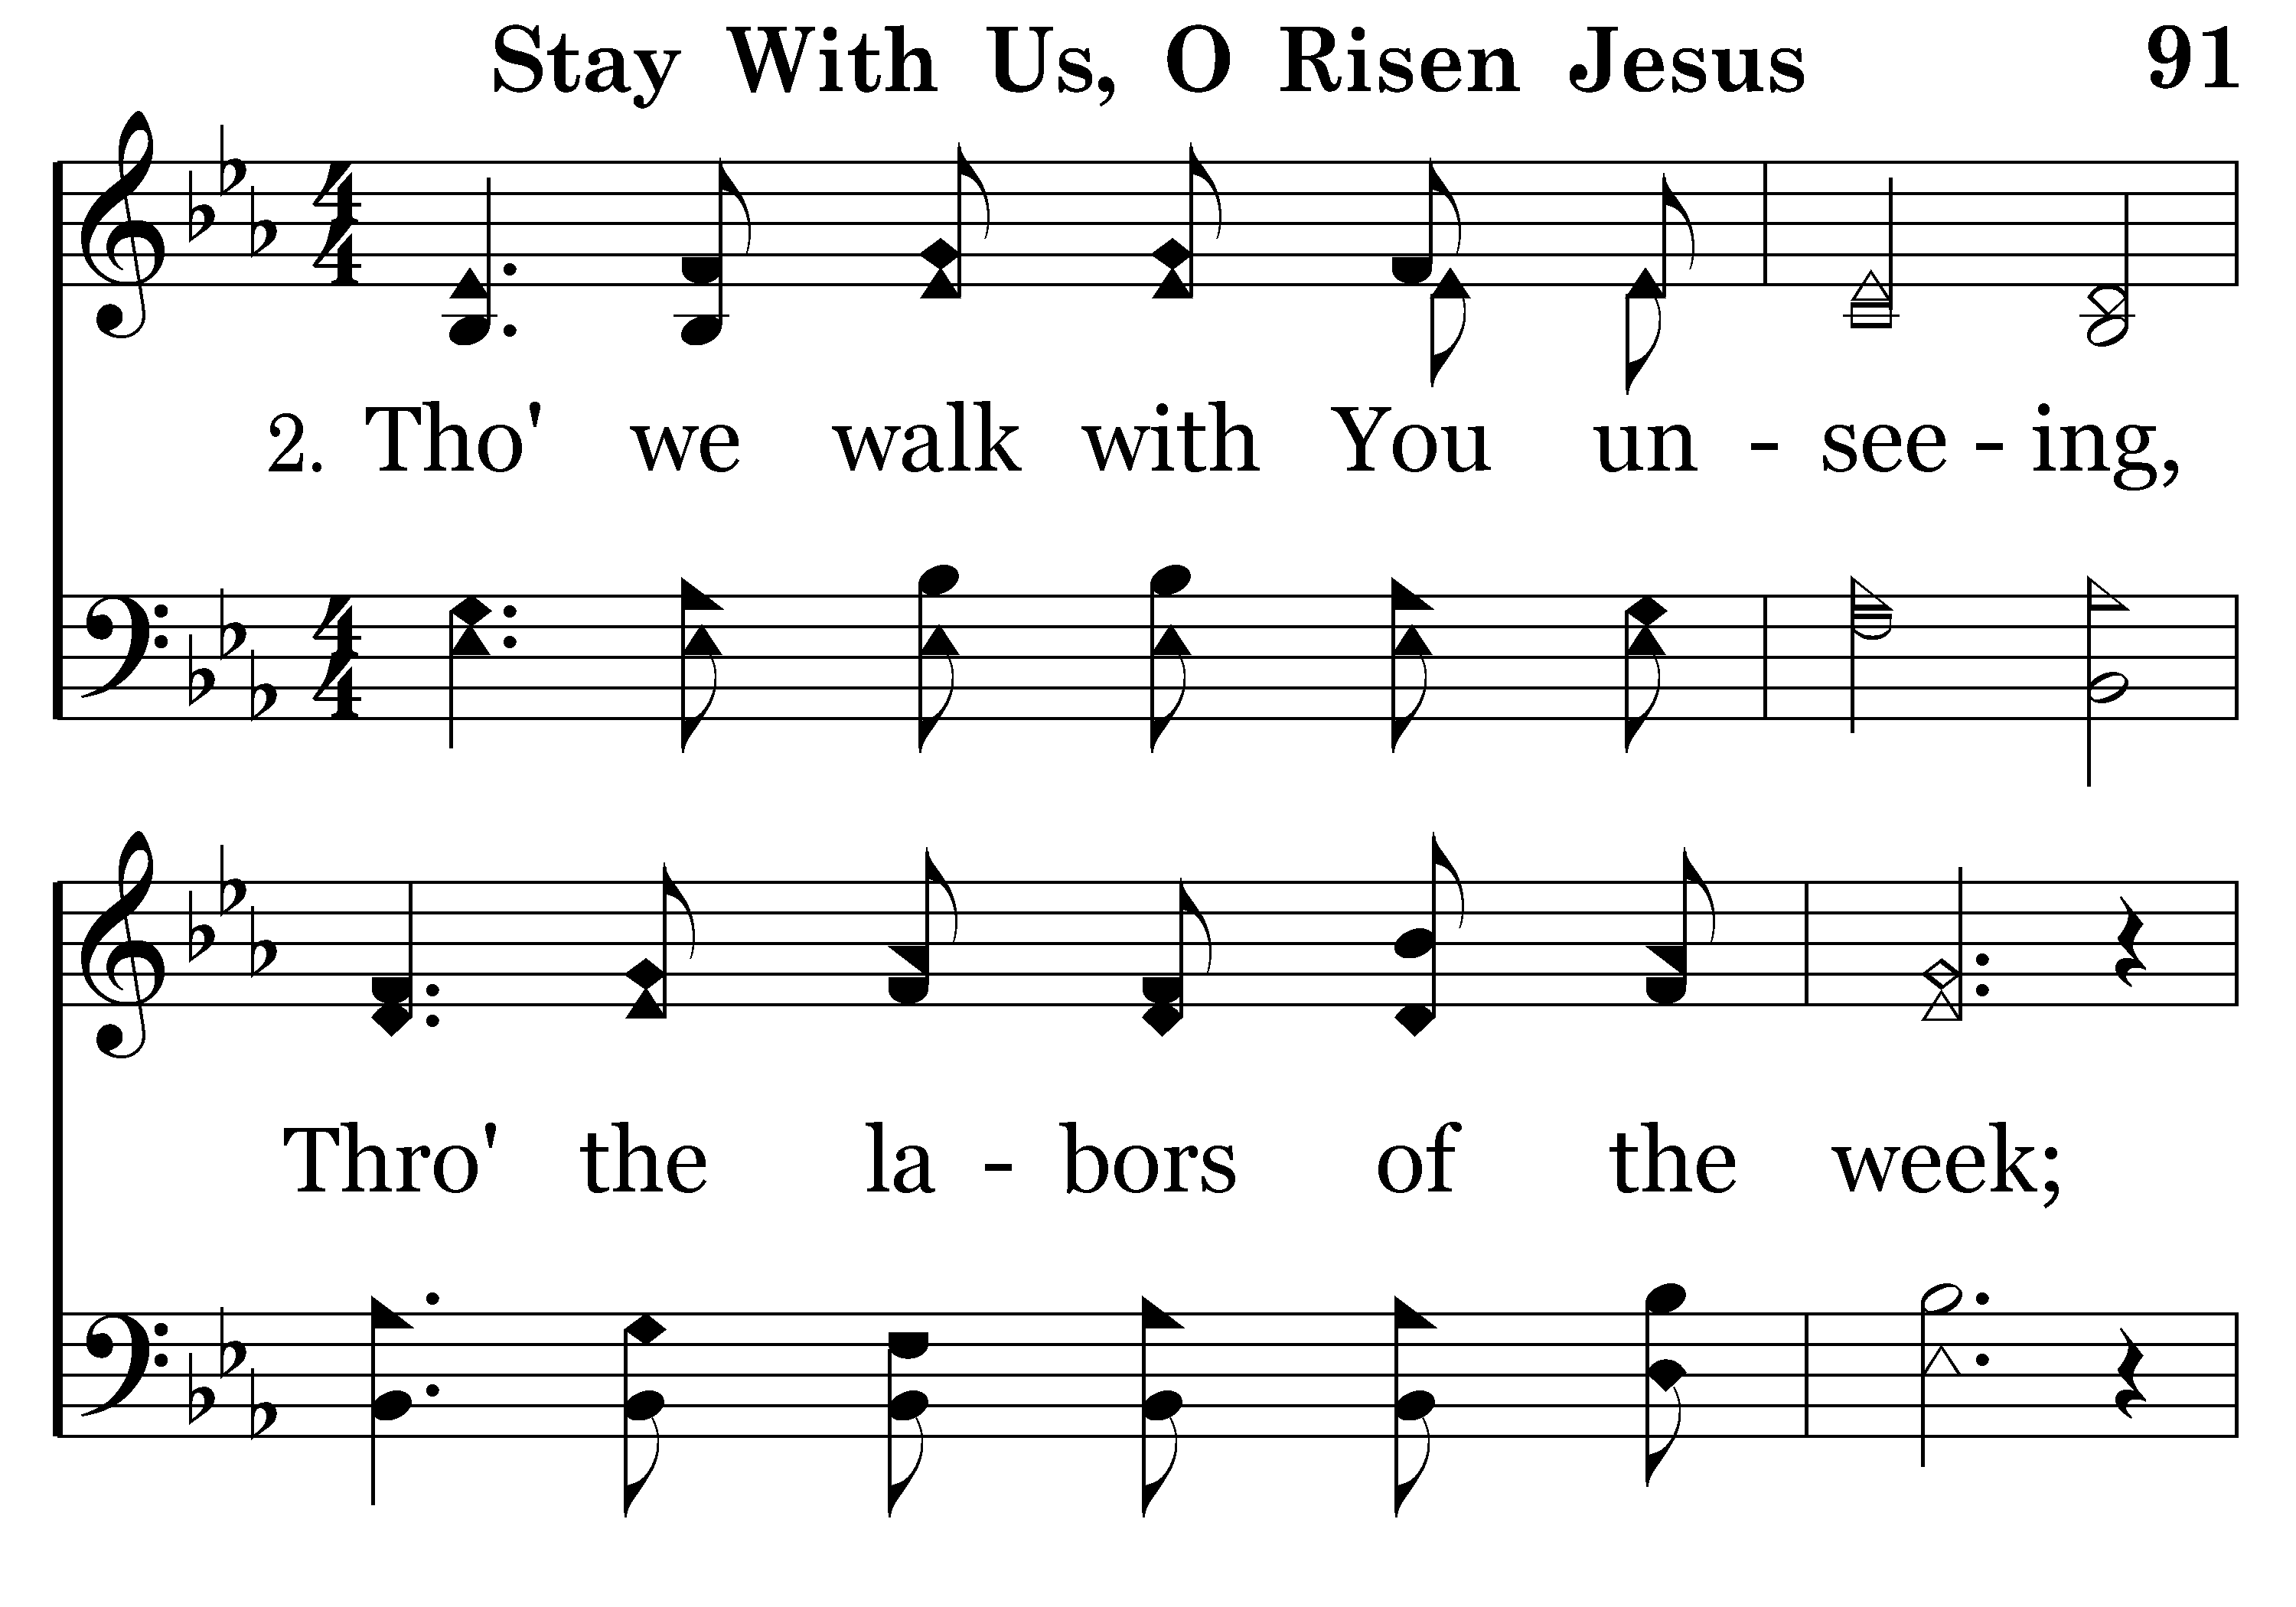 Stay With Us, O Risen Jesus 91
2. Tho' we walk with You un - see - ing,
Thro' the la - bors of the week;